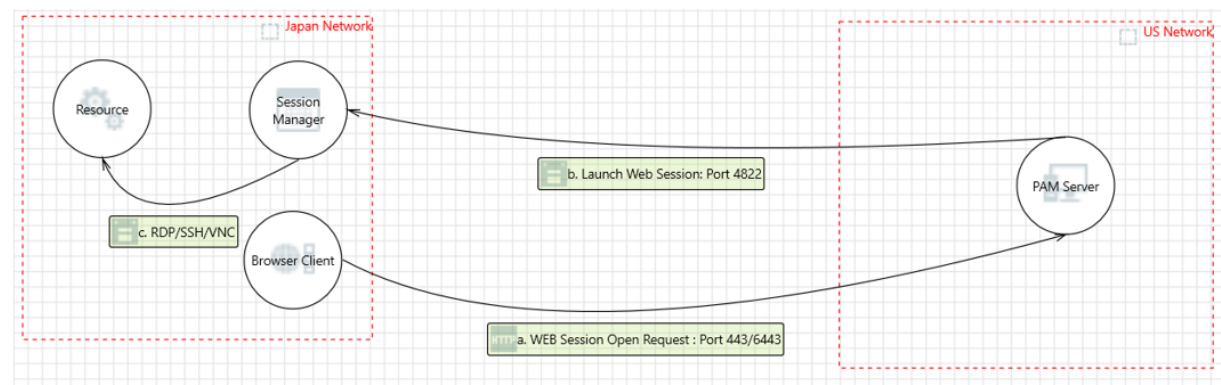 Japan Network
US Network
Resource
Session
Manager
b. Launch Web Session: Port 4822
PAM Server
c. RDP/SSH/VNC
Browser Client
HTTP
a. WEB Session Open Request : Port 443/6443